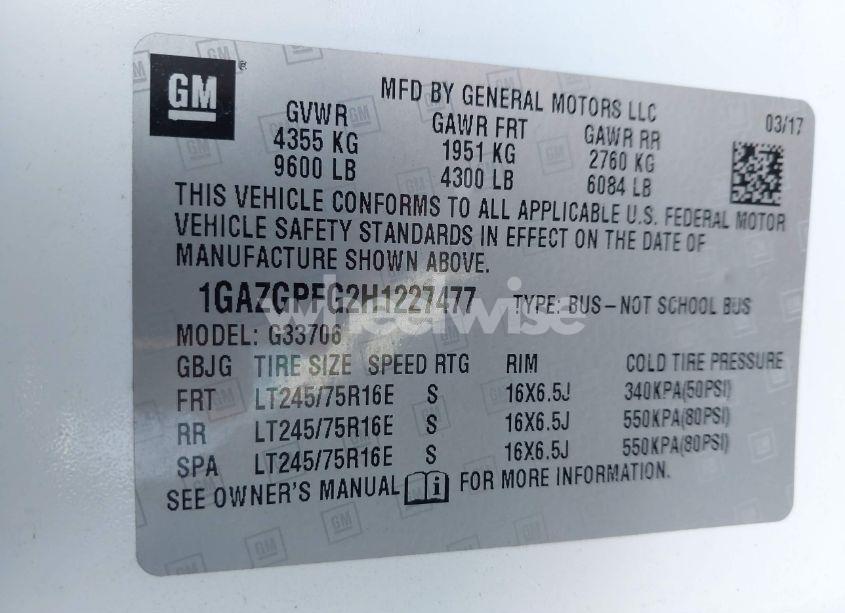 GM®
MFD BY GENERAL MOTORS LLC
03/17
GVWR GAWR FRT GAWR RR
4355 KG 1951 KG 2760 KG
9600 LB 4300 LB 6084 LB
THIS VEHICLE CONFORMS TO ALL APPLICABLE U.S. FEDERAL MOTOR
VEHICLE SAFETY STANDARDS IN EFFECT ON THE DATE OF
MANUFACTURE SHOWN ABOVE.
1GAZGPFG2H1227477 TYPE: BUS-NOT SCHOOL BUS
wheelwise
MODEL: G33706
GBJG TIRE SIZE SPEED RTG RIM COLD TIRE PRESSURE
FRT LT245/75R16E S 16X6.5J 340KPA(50PSI)
RR LT245/75R16E S 16X6.5J 550KPA(80PSI)
SPA LT245/75R16E S 16X6.5J 550KPA(80PSI)
SEE OWNER'S MANUAL FOR MORE INFORMATION.